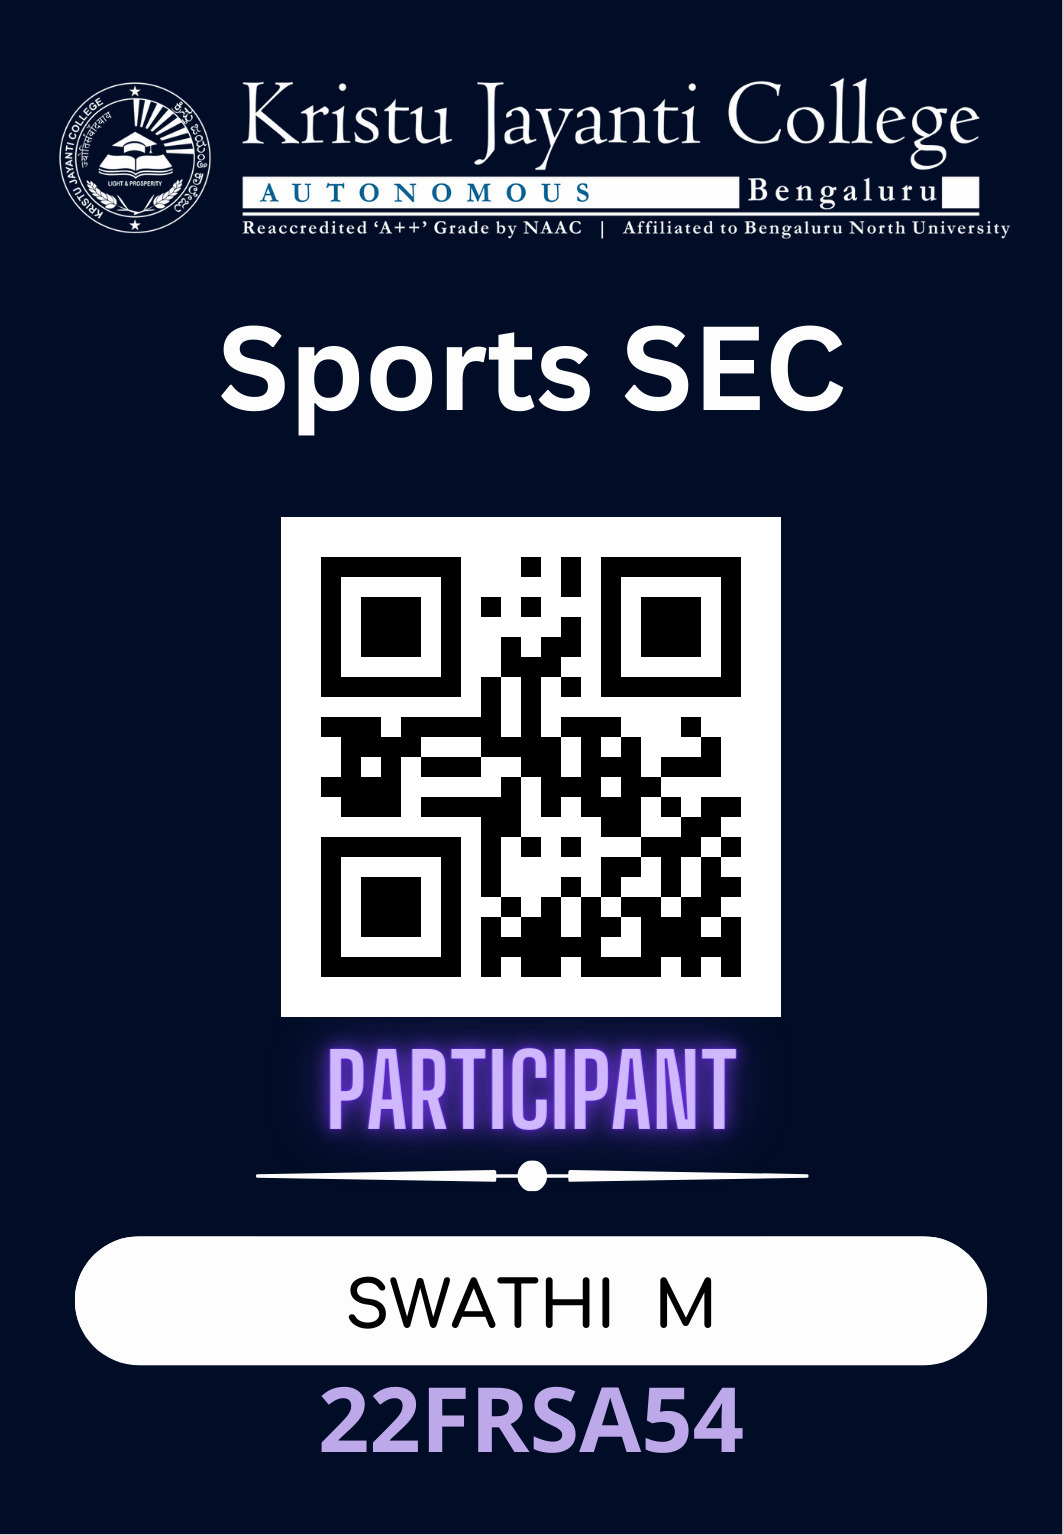 Kristu Jayanti College
AUTONOMOUS Bengaluru
Reaccredited ‘A++’ Grade by NAAC | Affiliated to Bengaluru North University
KRISTU JAYANTI COLLEGE
LIGHT & PROSPERITY
Sports SEC
PARTICIPANT
SWATHI M
22FRSA54